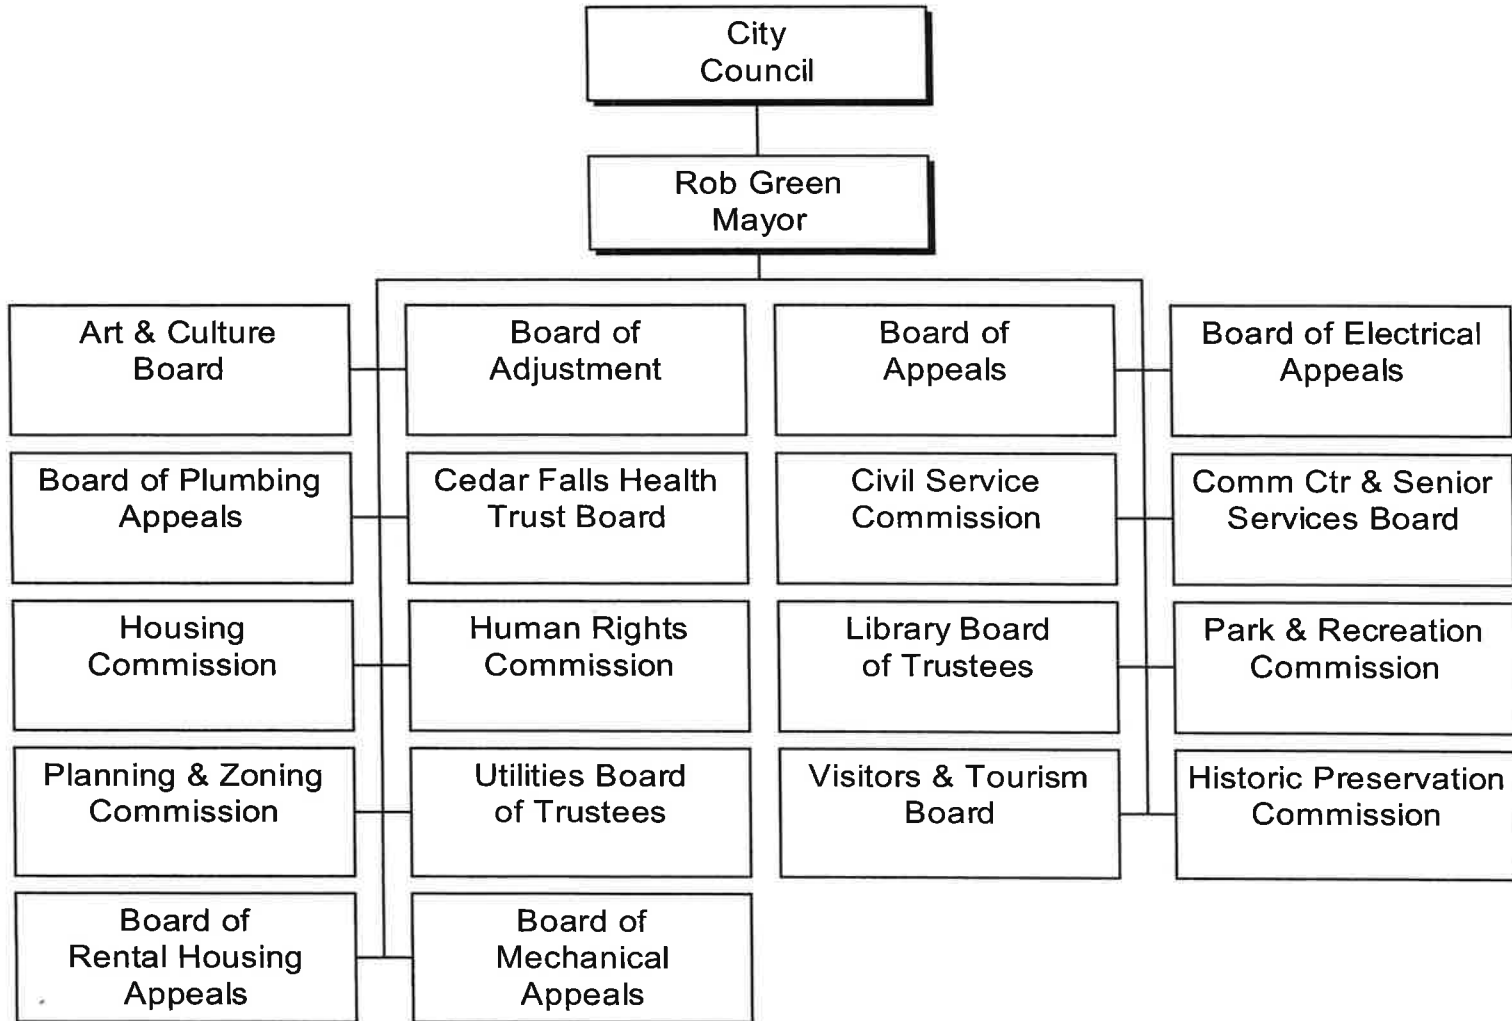 City
Council
Rob Green
Mayor
Art & Culture
Board
Board of
Adjustment
Board of
Appeals
Board of Electrical
Appeals
Board of Plumbing
Appeals
Cedar Falls Health
Trust Board
Civil Service
Commission
Comm Ctr & Senior
Services Board
Housing
Commission
Human Rights
Commission
Library Board
of Trustees
Park & Recreation
Commission
Planning & Zoning
Commission
Utilities Board
of Trustees
Visitors & Tourism
Board
Historic Preservation
Commission
Board of
Rental Housing
Appeals
Board of
Mechanical
Appeals